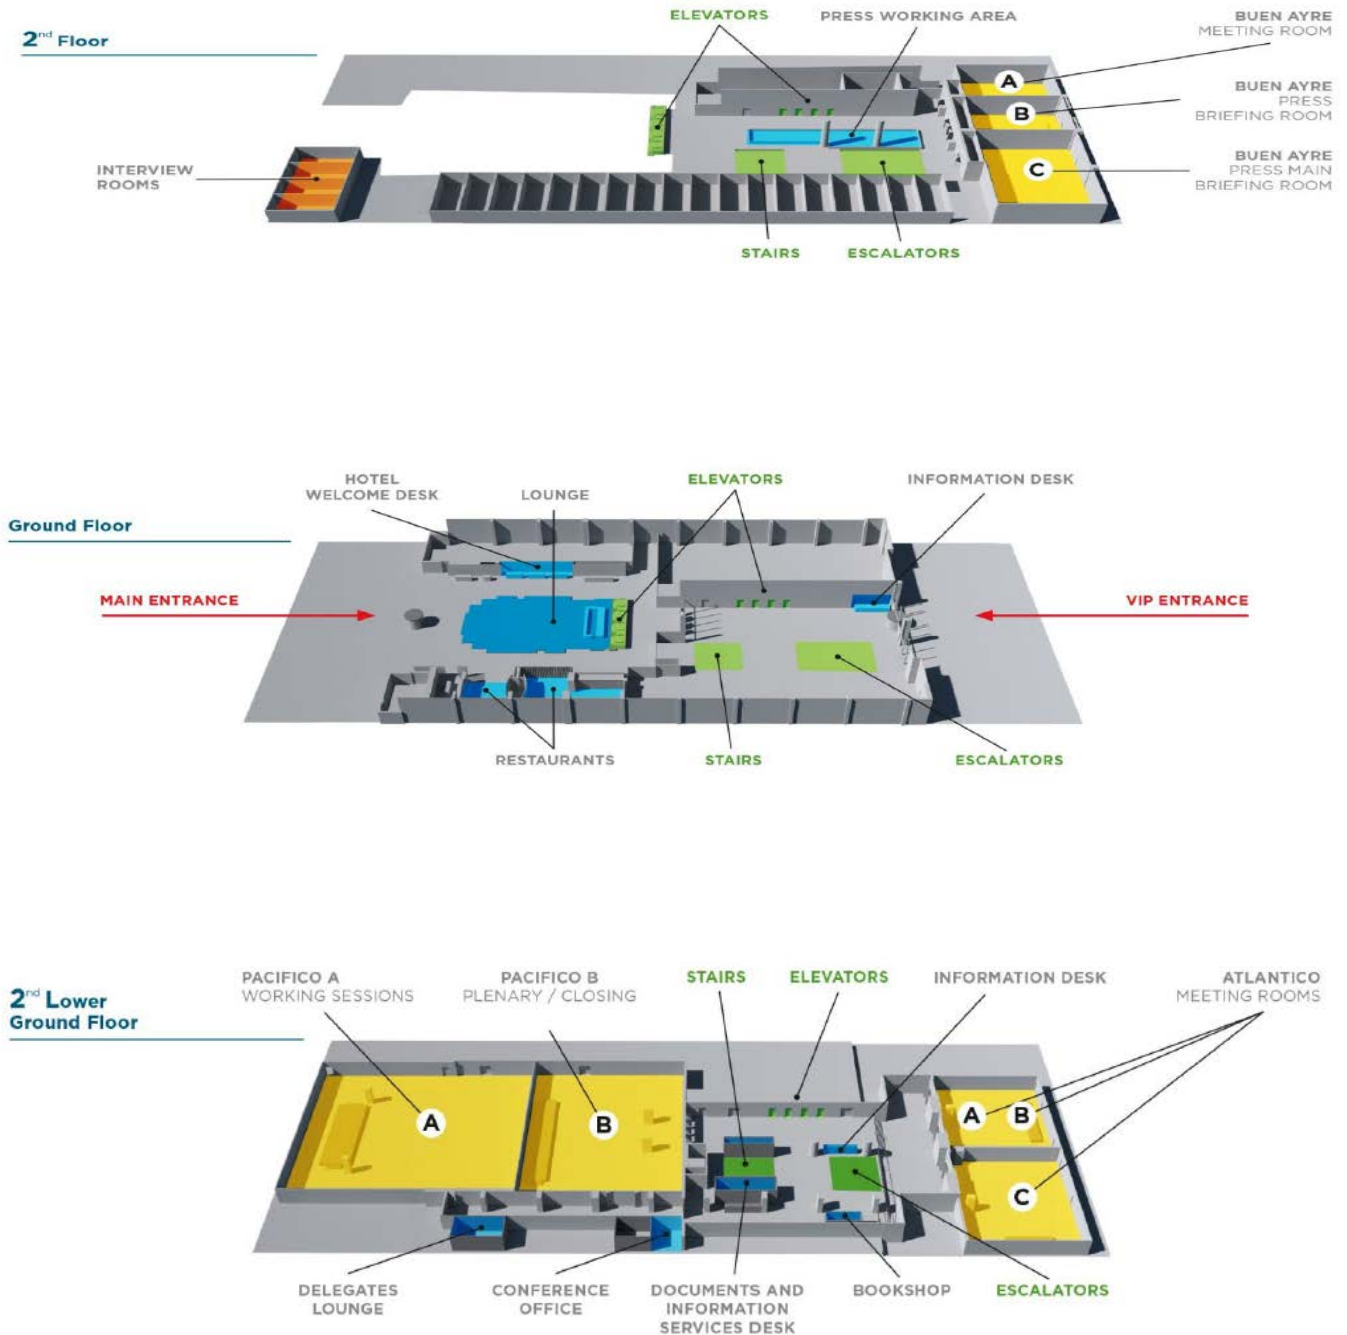 2nd Floor
ELEVATORS
PRESS WORKING AREA
BUEN AYRE
MEETING ROOM
BUEN AYRE
PRESS
BRIEFING ROOM
BUEN AYRE
PRESS MAIN
BRIEFING ROOM
A
B
C
INTERVIEW
ROOMS
STAIRS
ESCALATORS
Ground Floor
HOTEL
WELCOME DESK
LOUNGE
ELEVATORS
INFORMATION DESK
MAIN ENTRANCE
VIP ENTRANCE
RESTAURANTS
STAIRS
ESCALATORS
2nd Lower
Ground Floor
PACIFICO A
WORKING SESSIONS
PACIFICO B
PLENARY / CLOSING
STAIRS
ELEVATORS
INFORMATION DESK
ATLANTICO
MEETING ROOMS
A
B
A
B
C
DELEGATES
LOUNGE
CONFERENCE
OFFICE
DOCUMENTS AND
INFORMATION
SERVICES DESK
BOOKSHOP
ESCALATORS